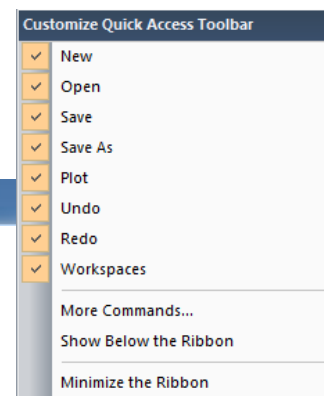 Customize Quick Access Toolbar
New
Open
Save
Save As
Plot
Undo
Redo
Workspaces
More Commands...
Show Below the Ribbon
Minimize the Ribbon